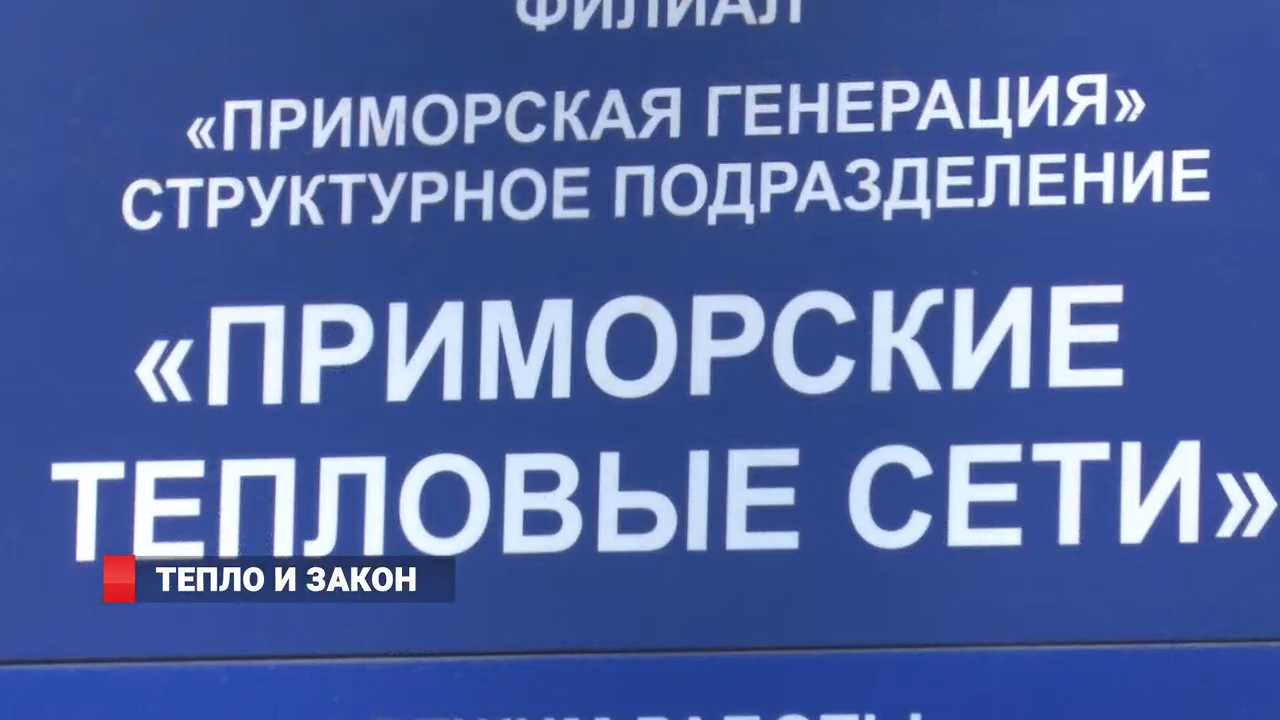 ФИЛИАЛ
«ПРИМОРСКАЯ ГЕНЕРАЦИЯ»
СТРУКТУРНОЕ ПОДРАЗДЕЛЕНИЕ
«ПРИМОРСКИЕ
ТЕПЛОВЫЕ СЕТИ»
ТЕПЛО И ЗАКОН